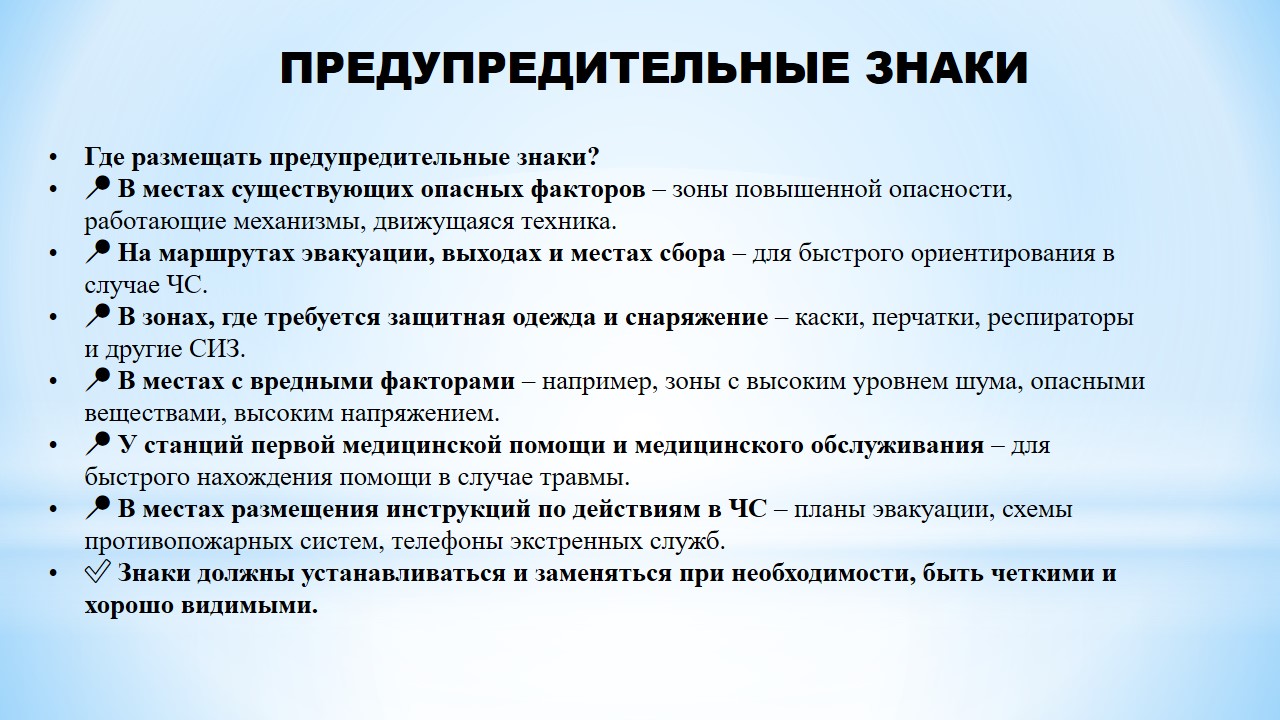 ПРЕДУПРЕДИТЕЛЬНЫЕ ЗНАКИ
• Где размещать предупредительные знаки?
• 📍 В местах существующих опасных факторов – зоны повышенной опасности,
работающие механизмы, движущаяся техника.
• 📍 На маршрутах эвакуации, выходах и местах сбора – для быстрого ориентирования в
случае ЧС.
• 📍 В зонах, где требуется защитная одежда и снаряжение – каски, перчатки, респираторы
и другие СИЗ.
• 📍 В местах с вредными факторами – например, зоны с высоким уровнем шума, опасными
веществами, высоким напряжением.
• 📍 У станций первой медицинской помощи и медицинского обслуживания – для
быстрого нахождения помощи в случае травмы.
• 📍 В местах размещения инструкций по действиям в ЧС – планы эвакуации, схемы
противопожарных систем, телефоны экстренных служб.
• ✅ Знаки должны устанавливаться и заменяться при необходимости, быть четкими и
хорошо видимыми.